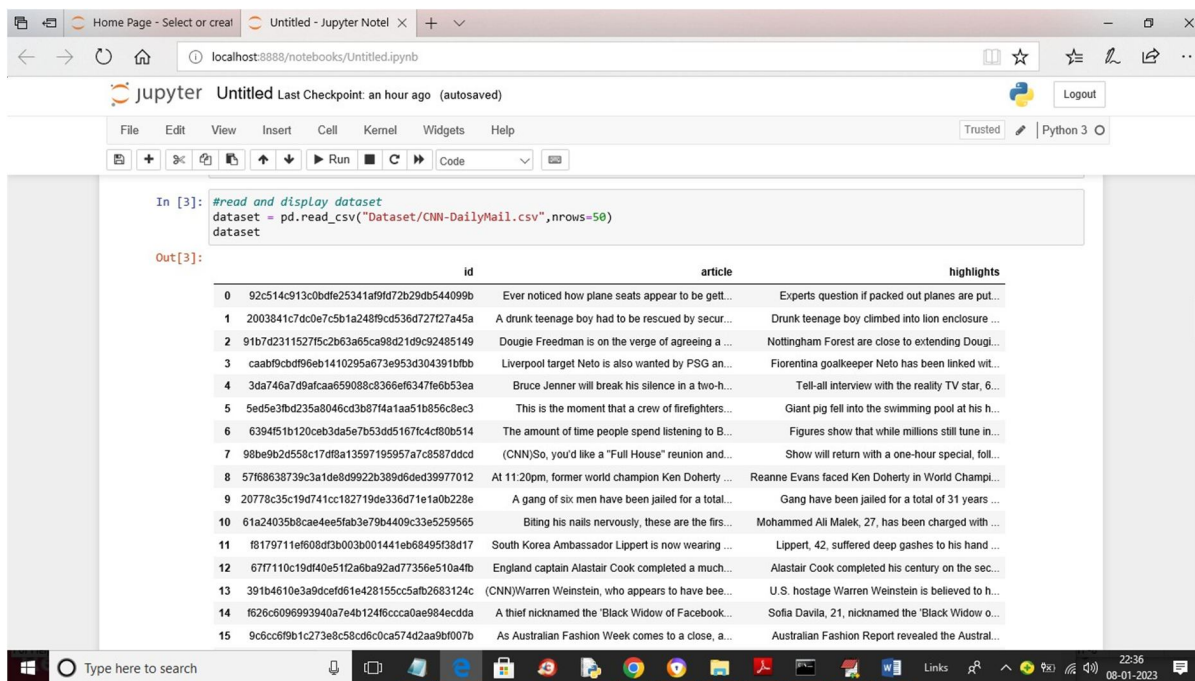 Home Page - Select or creat
Untitled - Jupyter Notel
localhost:8888/notebooks/Untitled.ipynb
jupyter Untitled Last Checkpoint: an hour ago (autosaved)
Logout
File Edit View Insert Cell Kernel Widgets Help
Trusted Python 3
Run Code
In [3]: #read and display dataset
dataset = pd.read_csv("Dataset/CNN-DailyMail.csv",nrows=50)
dataset
Out[3]:
id article highlights
0 92c514c913c0bdfe25341af9fd72b29db544099b Ever noticed how plane seats appear to be gett... Experts question if packed out planes are put...
1 2003841c7dc0e7c5b1a248f9cd536d727f27a45a A drunk teenage boy had to be rescued by secur... Drunk teenage boy climbed into lion enclosure ...
2 91b7d2311527f5c2b63a65ca98d21d9c92485149 Dougie Freedman is on the verge of agreeing a ... Nottingham Forest are close to extending Dougi...
3 caabf9cbdf96eb1410295a673e953d304391bfbb Liverpool target Neto is also wanted by PSG an... Fiorentina goalkeeper Neto has been linked wit...
4 3da746a7d9afcaa659088c8366ef6347fe6b53ea Bruce Jenner will break his silence in a two-h... Tell-all interview with the reality TV star, 6...
5 5ed5e3fbd235a8046cd3b87f4a1aa51b856c8ec3 This is the moment that a crew of firefighters... Giant pig fell into the swimming pool at his h...
6 6394f51b120ceb3da5e7b53dd5167fc4cf80b514 The amount of time people spend listening to B... Figures show that while millions still tune in...
7 98be9b2d558c17df8a13597195957a7c8587ddcd (CNN)So, you'd like a "Full House" reunion and... Show will return with a one-hour special, foll...
8 57f68638739c3a1de8d9922b389d6ded39977012 At 11:20pm, former world champion Ken Doherty ... Reanne Evans faced Ken Doherty in World Champi...
9 20778c35c19d741cc182719de336d71e1a0b228e A gang of six men have been jailed for a total... Gang have been jailed for a total of 31 years ...
10 61a24035b8cae4ee5fab3e79b4409c33e5259565 Biting his nails nervously, these are the firs... Mohammed Ali Malek, 27, has been charged with ...
11 f8179711ef608df3b003b001441eb68495f38d17 South Korea Ambassador Lippert is now wearing ... Lippert, 42, suffered deep gashes to his hand ...
12 67f7110c19df40e51f2a6ba92ad77356e510a4fb England captain Alastair Cook completed a much... Alastair Cook completed his century on the sec...
13 391b4610e3a9dcefd61e428155cc5afb2683124c (CNN)Warren Weinstein, who appears to have bee... U.S. hostage Warren Weinstein is believed to h...
14 f626c6096993940a7e4b124f6ccca0ae984ecdda A thief nicknamed the 'Black Widow of Facebook... Sofia Davila, 21, nicknamed the 'Black Widow o...
15 9c6cc6f9b1c273e8c58cd6c0ca574d2aa9bf007b As Australian Fashion Week comes to a close, a... Australian Fashion Report revealed the Austral...
Type here to search
Links
22:36
08-01-2023